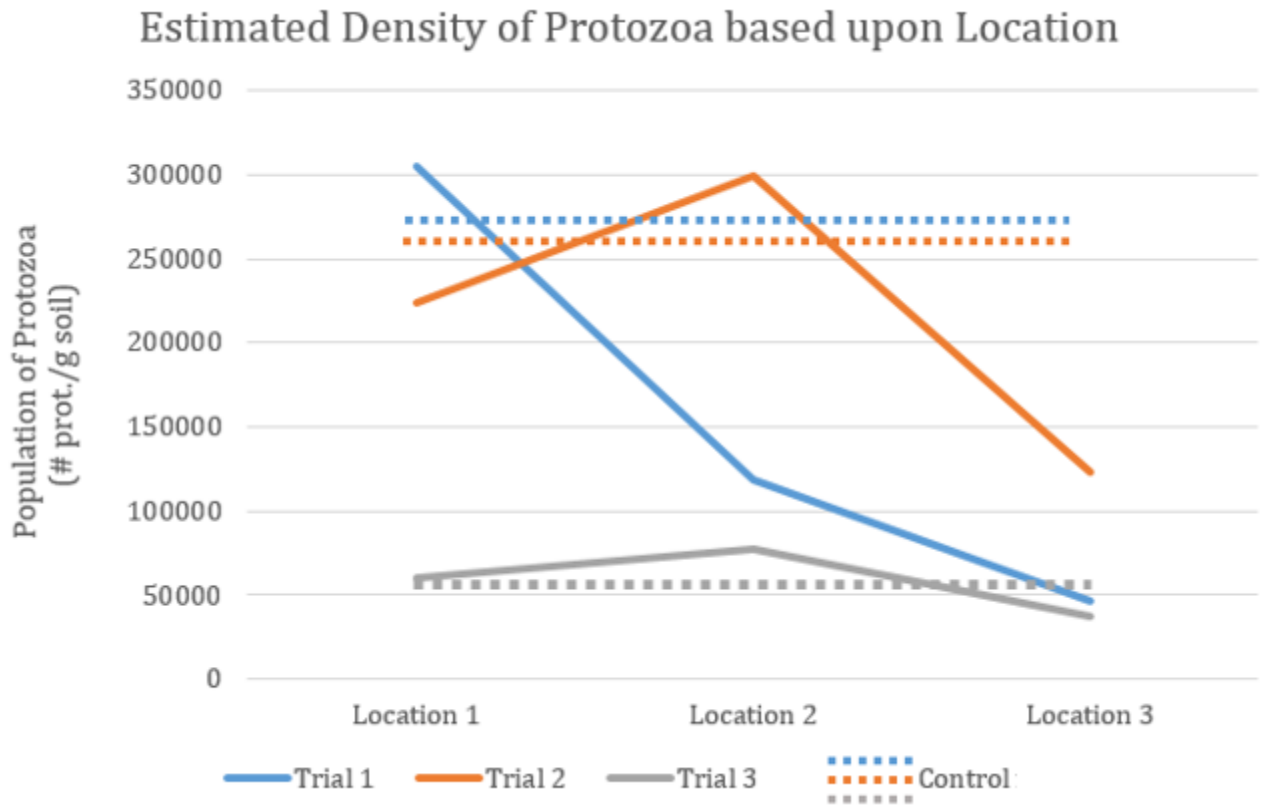 Estimated Density of Protozoa based upon Location
350000
300000
250000
200000
150000
100000
50000
0
Population of Protozoa
(# prot./g soil)
Location 1 Location 2 Location 3
Trial 1 Trial 2 Trial 3 Control